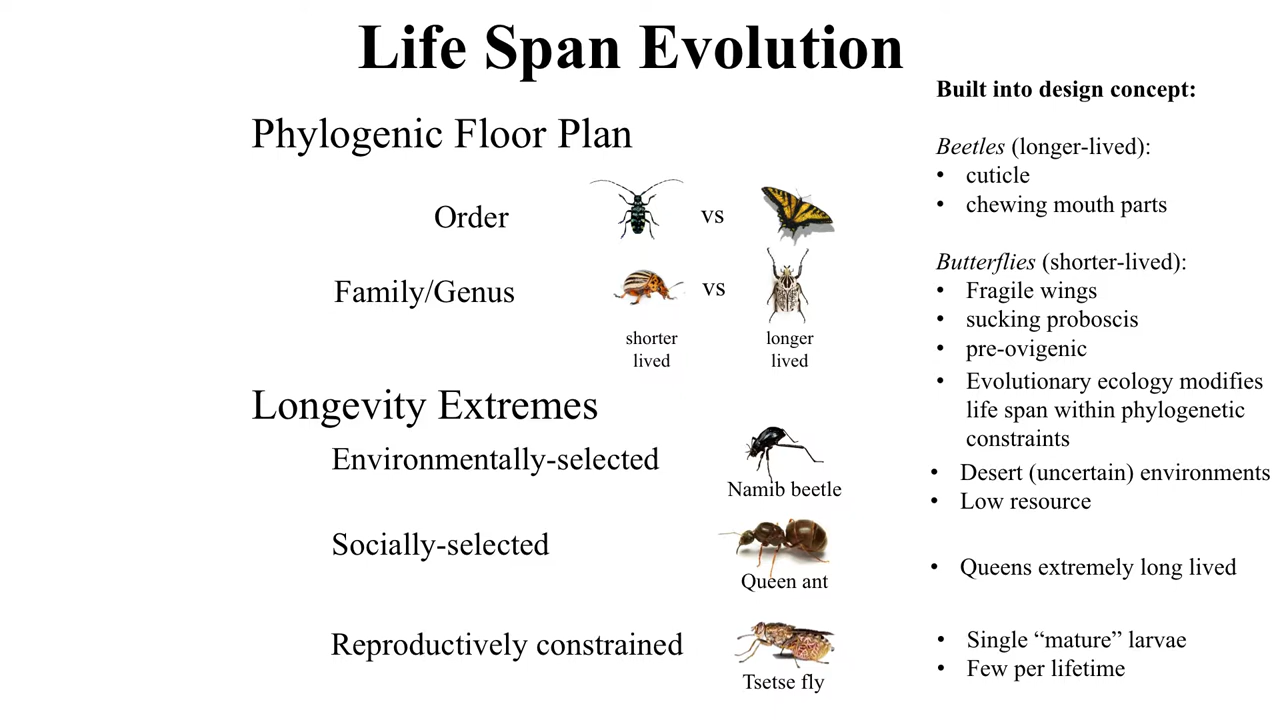 Life Span Evolution
Phylogenic Floor Plan
Order
vs
Family/Genus
vs
shorter
lived
longer
lived
Longevity Extremes
Environmentally-selected
Namib beetle
Socially-selected
Queen ant
Reproductively constrained
Tsetse fly
Built into design concept:
Beetles (longer-lived):
• cuticle
• chewing mouth parts
Butterflies (shorter-lived):
• Fragile wings
• sucking proboscis
• pre-ovigenic
• Evolutionary ecology modifies
life span within phylogenetic
constraints
• Desert (uncertain) environments
• Low resource
• Queens extremely long lived
• Single “mature” larvae
• Few per lifetime